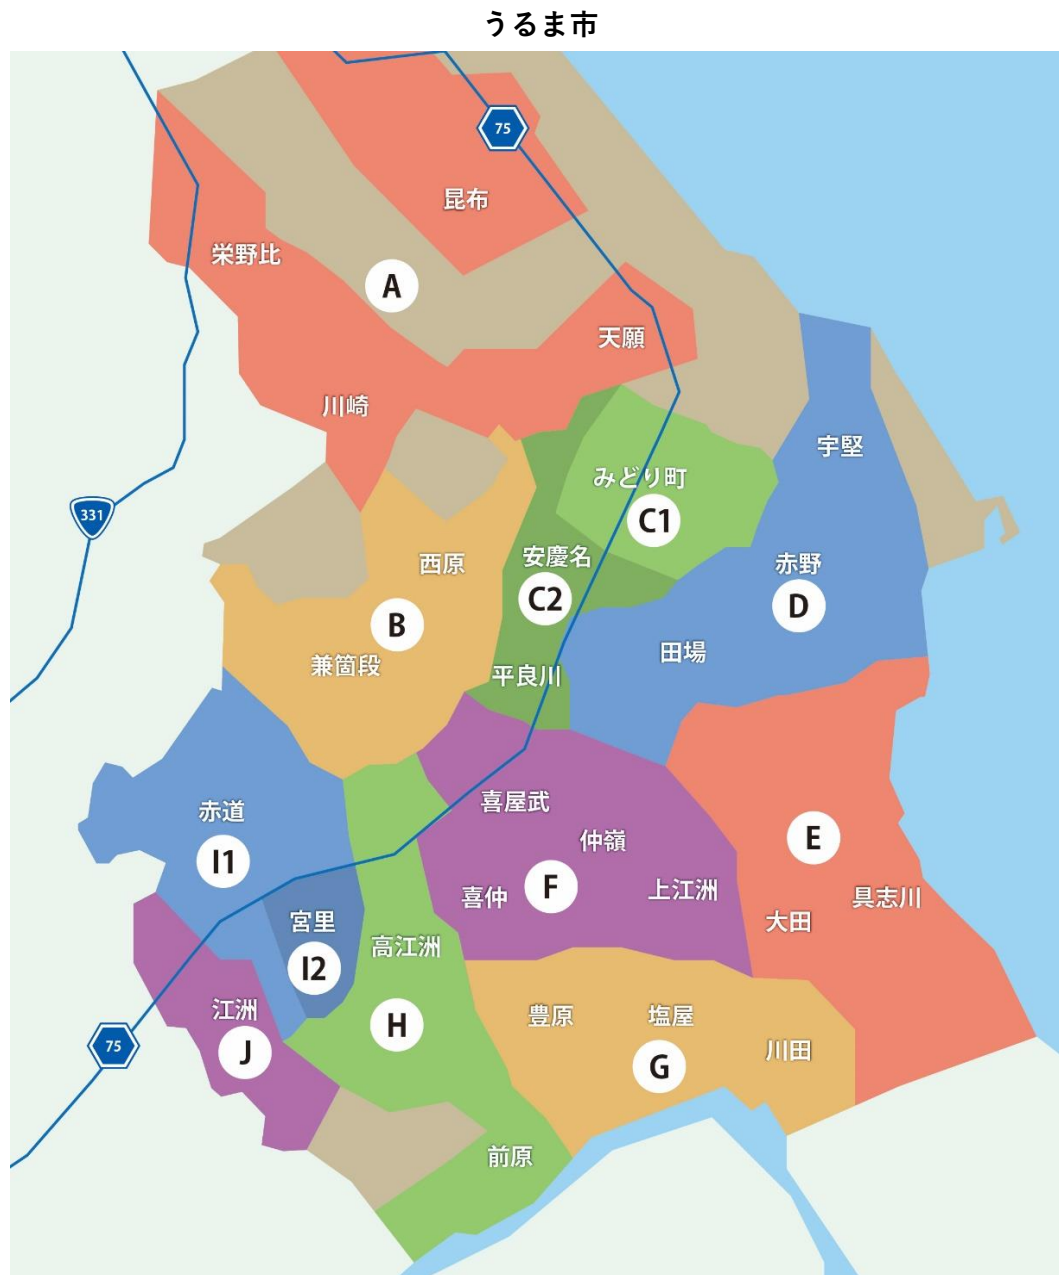 うるま市
75
昆布
栄野比
A
天願
川崎
宇堅
みどり町
331
C1
安慶名
西原
赤野
C2
D
B
田場
兼箇段
平良川
喜屋武
赤道
E
仲嶺
I1
F
上江洲
喜仲
具志川
宮里
大田
高江洲
I2
江洲
豊原
塩屋
H
75
J
川田
G
前原